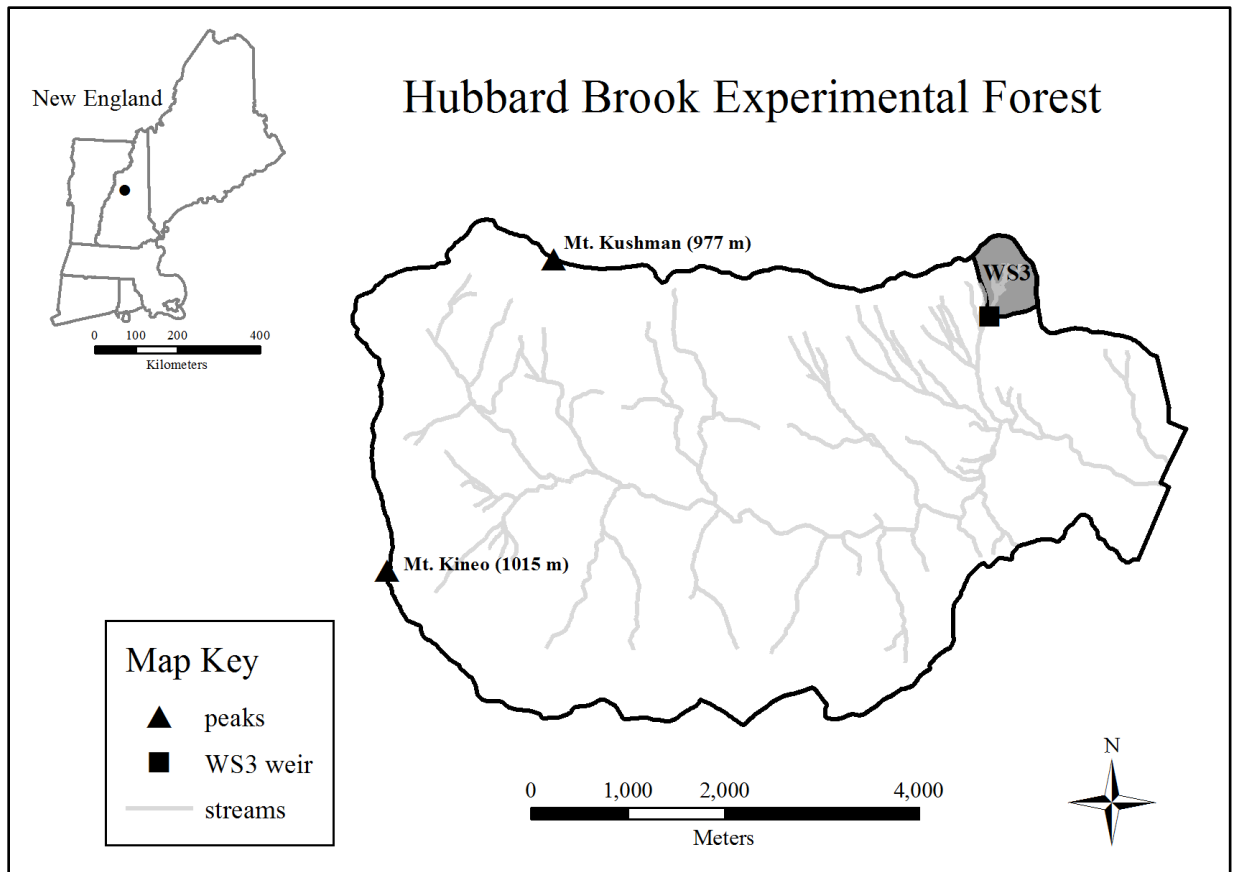 Hubbard Brook Experimental Forest
New England
0 100 200 400
Kilometers
Mt. Kushman (977 m)
WS3
Mt. Kineo (1015 m)
Map Key
peaks
WS3 weir
streams
0 1,000 2,000 4,000
Meters
N